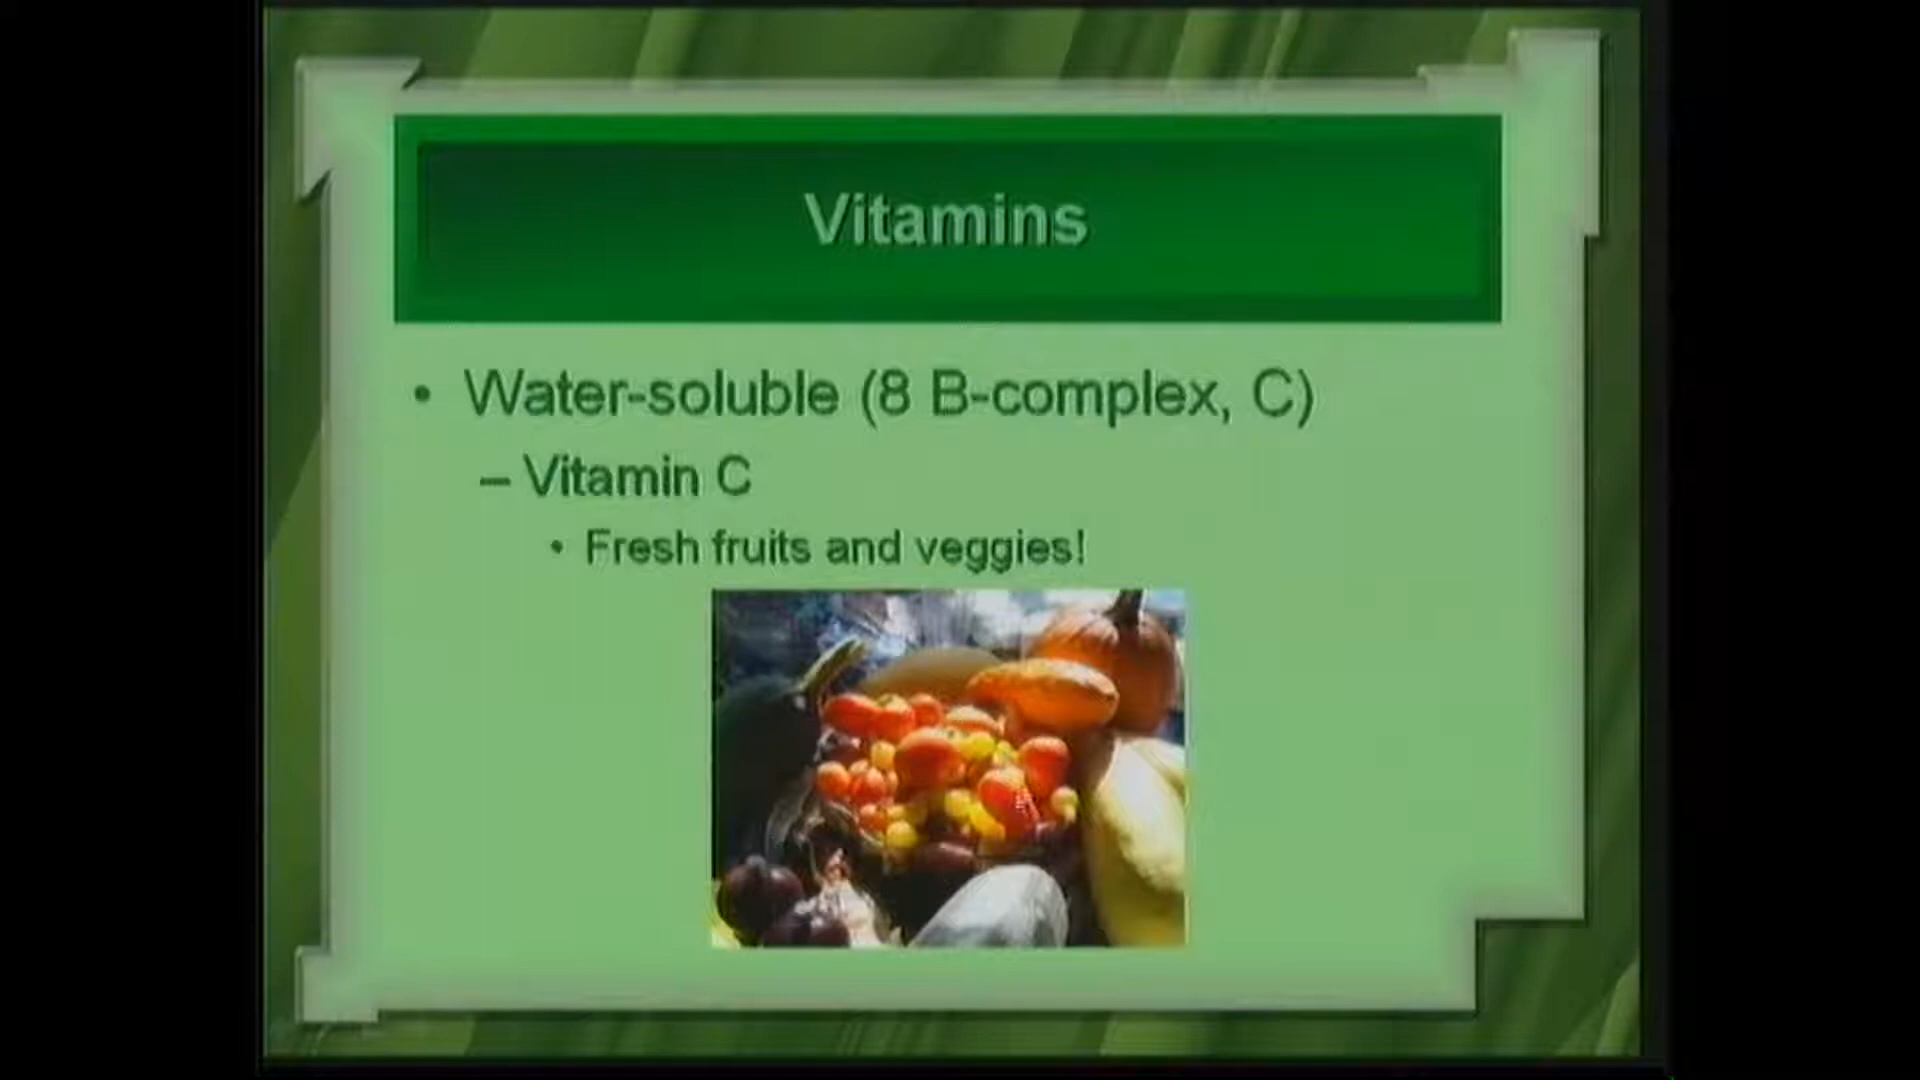 Vitamins
• Water-soluble (8 B-complex, C)
– Vitamin C
• Fresh fruits and veggies!